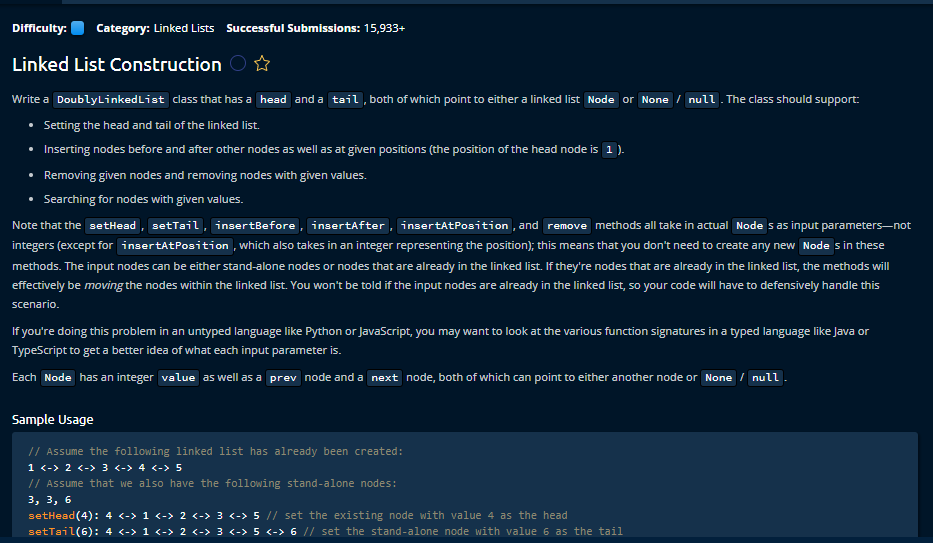 Difficulty: Category: Linked Lists Successful Submissions: 15,933+
Linked List Construction
Write a DoublyLinkedList class that has a head and a tail, both of which point to either a linked list Node or None / null. The class should support:
• Setting the head and tail of the linked list.
• Inserting nodes before and after other nodes as well as at given positions (the position of the head node is 1).
• Removing given nodes and removing nodes with given values.
• Searching for nodes with given values.
Note that the setHead, setTail, insertBefore, insertAfter, insertAtPosition, and remove methods all take in actual Nodes as input parameters—not
integers (except for insertAtPosition, which also takes in an integer representing the position); this means that you don't need to create any new Nodes in these
methods. The input nodes can be either stand-alone nodes or nodes that are already in the linked list. If they're nodes that are already in the linked list, the methods will
effectively be moving the nodes within the linked list. You won't be told if the input nodes are already in the linked list, so your code will have to defensively handle this
scenario.
If you're doing this problem in an untyped language like Python or JavaScript, you may want to look at the various function signatures in a typed language like Java or
TypeScript to get a better idea of what each input parameter is.
Each Node has an integer value as well as a prev node and a next node, both of which can point to either another node or None / null.
Sample Usage
// Assume the following linked list has already been created:
1 <-> 2 <-> 3 <-> 4 <-> 5
// Assume that we also have the following stand-alone nodes:
3, 3, 6
setHead(4): 4 <-> 1 <-> 2 <-> 3 <-> 5 // set the existing node with value 4 as the head
setTail(6): 4 <-> 1 <-> 2 <-> 3 <-> 5 <-> 6 // set the stand-alone node with value 6 as the tail